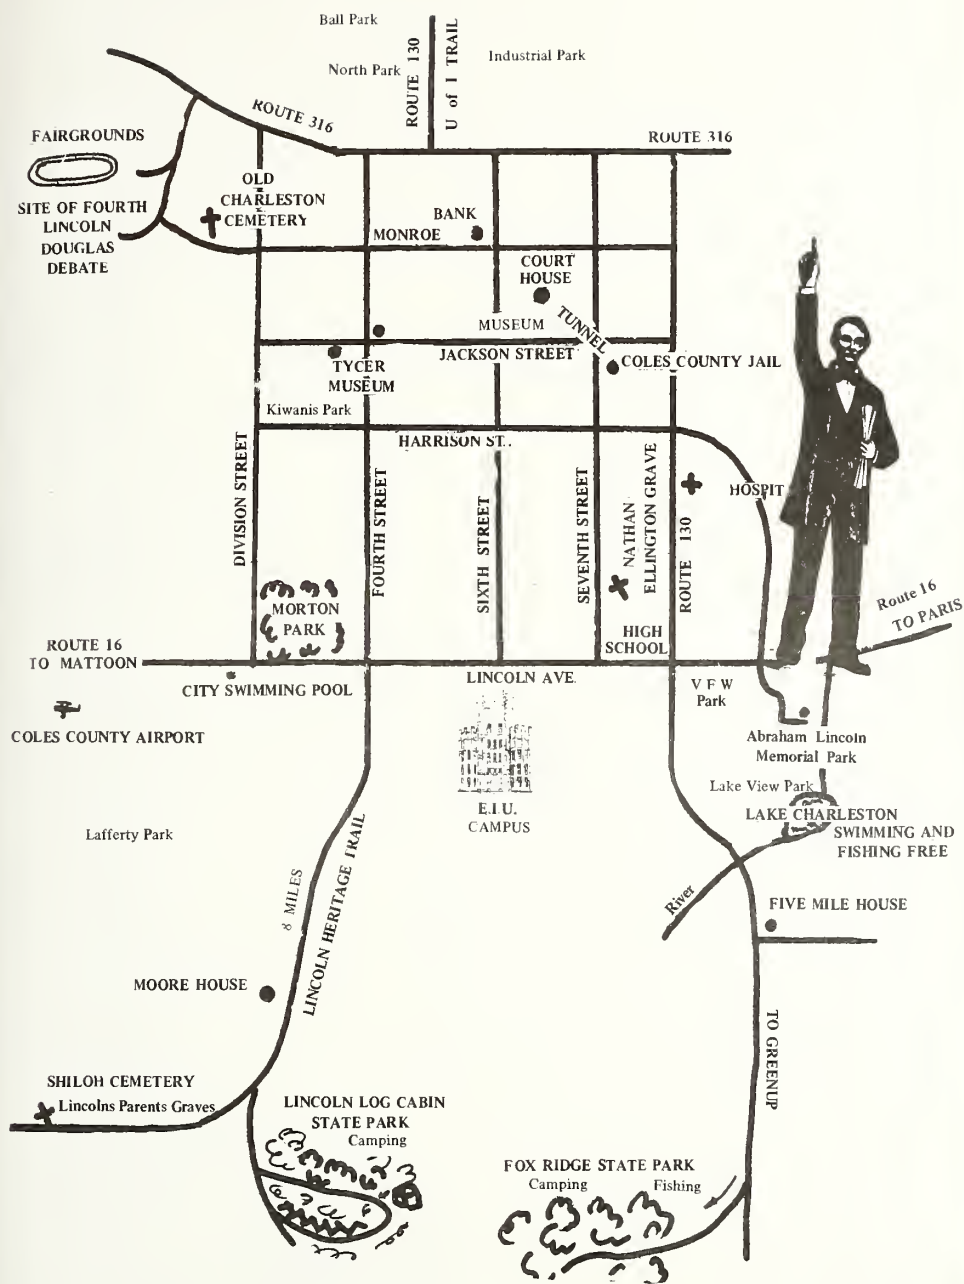 Ball Park
North Park
ROUTE 130
U of I TRAIL
Industrial Park
ROUTE 316
ROUTE 316
FAIRGROUNDS
SITE OF FOURTH
LINCOLN
DOUGLAS
DEBATE
OLD
CHARLESTON
CEMETERY
BANK
MONROE
COURT
HOUSE
MUSEUM
TUNNEL
JACKSON STREET
COLES COUNTY JAIL
TYCER
MUSEUM
Kiwanis Park
HARRISON ST.
DIVISION STREET
FOURTH STREET
SIXTH STREET
SEVENTH STREET
NATHAN
ELLINGTON GRAVE
ROUTE 130
HOSPIT
MORTON
PARK
HIGH
SCHOOL
Route 16
TO PARIS
ROUTE 16
TO MATTOON
CITY SWIMMING POOL
LINCOLN AVE.
V F W
Park
COLES COUNTY AIRPORT
Abraham Lincoln
Memorial Park
E.I.U.
CAMPUS
Lake View Park
LAKE CHARLESTON
SWIMMING AND
FISHING FREE
Lafferty Park
8 MILES
LINCOLN HERITAGE TRAIL
River
FIVE MILE HOUSE
MOORE HOUSE
TO GREENUP
SHILOH CEMETERY
Lincolns Parents Graves
LINCOLN LOG CABIN
STATE PARK
Camping
FOX RIDGE STATE PARK
Camping Fishing